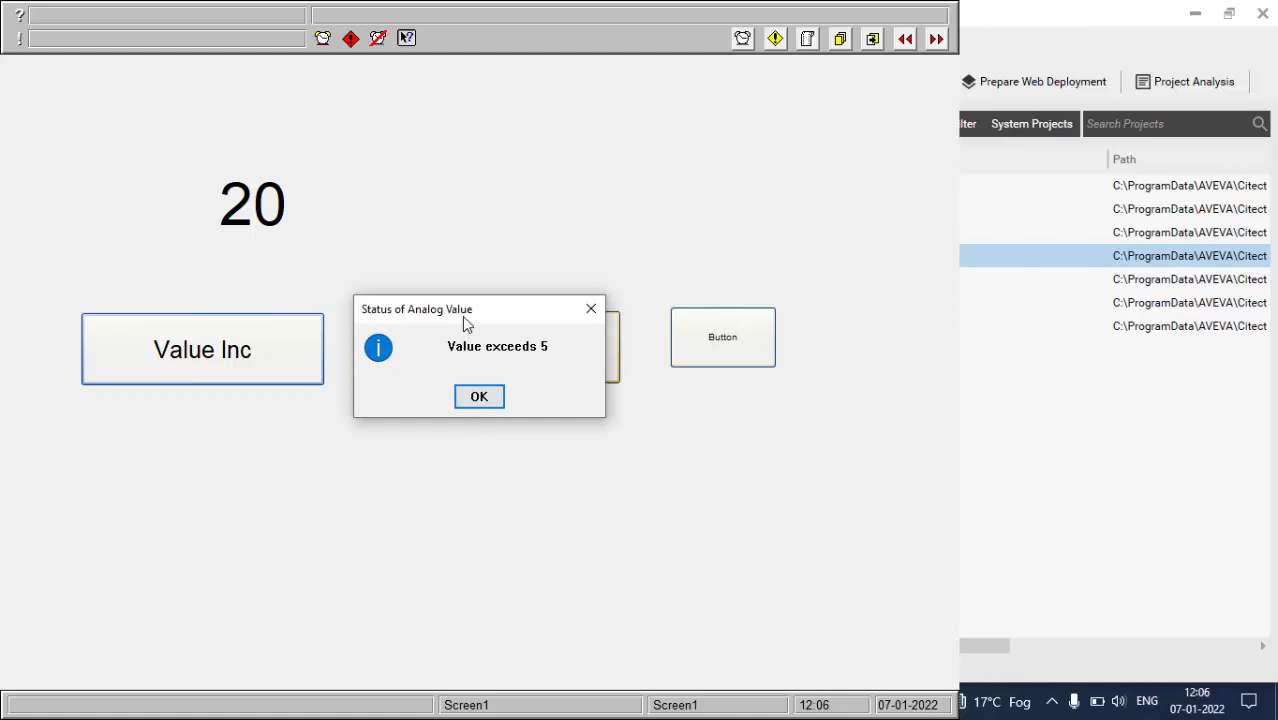 ?
!
Prepare Web Deployment
Project Analysis
lter
System Projects
Search Projects
Path
C:\ProgramData\AVEVA\Citect
C:\ProgramData\AVEVA\Citect
C:\ProgramData\AVEVA\Citect
C:\ProgramData\AVEVA\Citect
C:\ProgramData\AVEVA\Citect
C:\ProgramData\AVEVA\Citect
C:\ProgramData\AVEVA\Citect
20
Value Inc
Status of Analog Value
Value exceeds 5
OK
Button
Screen1
Screen1
12:06
07-01-2022
17°C Fog
ENG
12:06
07-01-2022